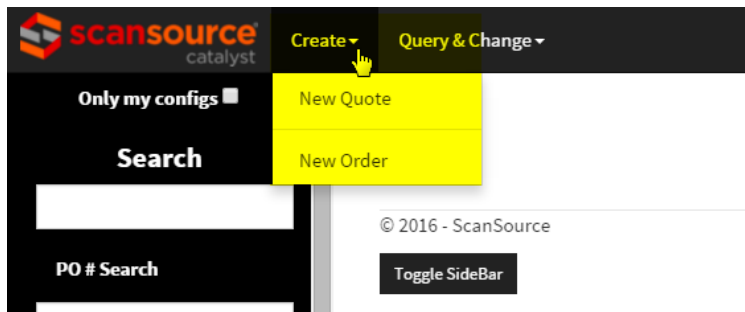 scansource
catalyst
Create Query & Change
Only my configs
New Quote
Search
New Order
© 2016 - ScanSource
PO # Search
Toggle SideBar